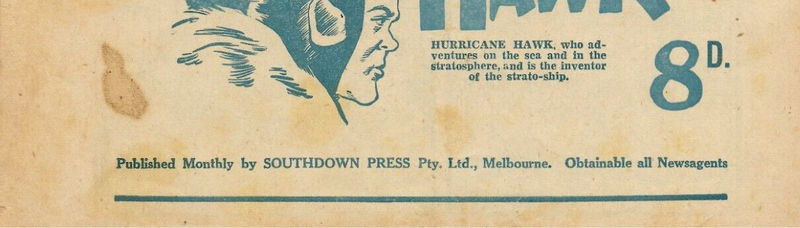 HAWK
HURRICANE HAWK, who ad-
ventures on the sea and in the
stratosphere, and is the inventor
of the strato-ship.
8D.
Published Monthly by SOUTHDOWN PRESS Pty. Ltd., Melbourne. Obtainable all Newsagents